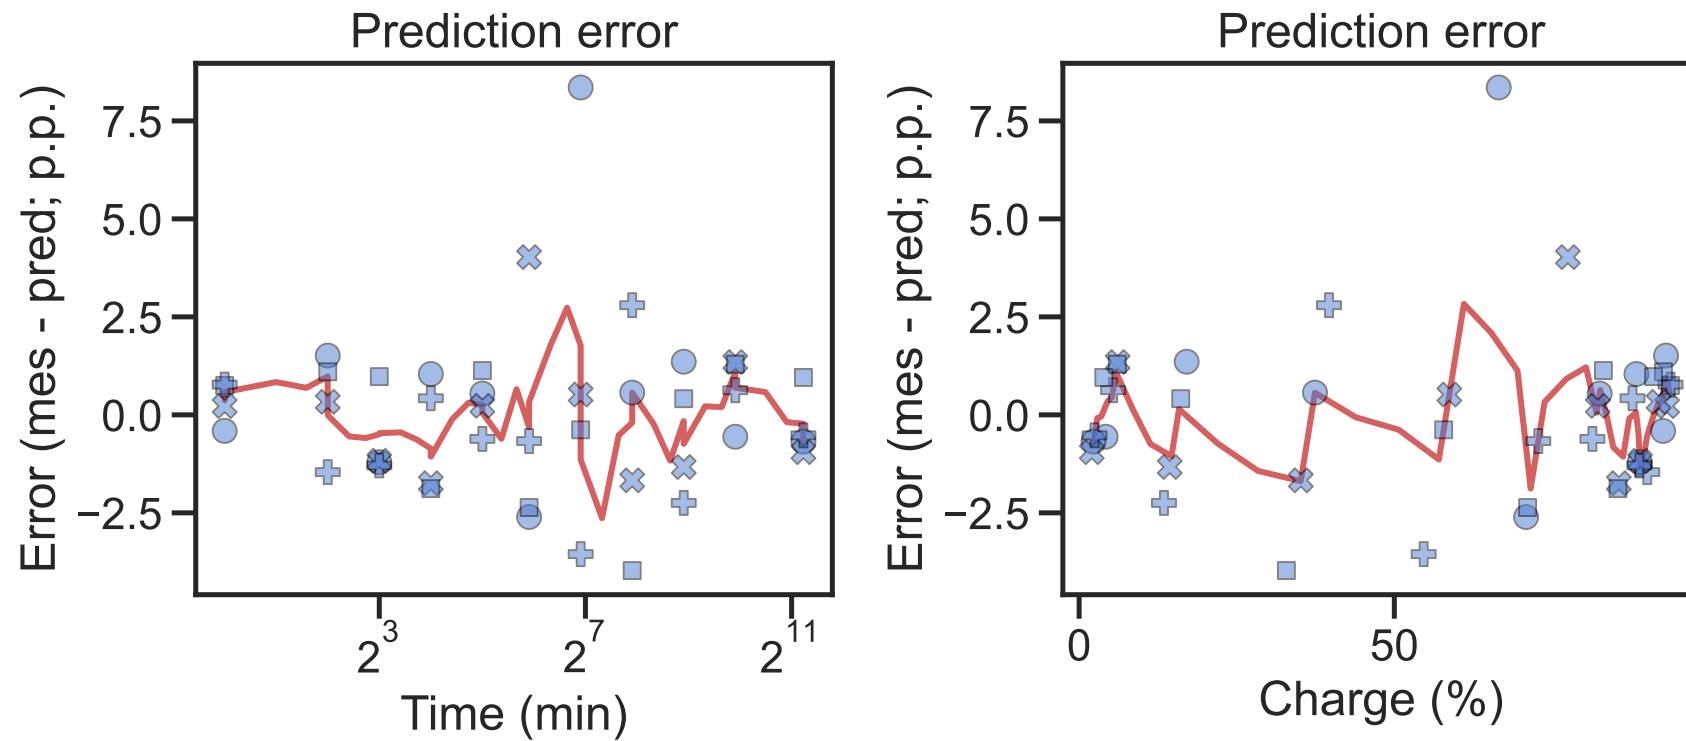 Prediction error
Error (mes - pred; p.p.)
7.5
5.0
2.5
0.0
−2.5
2^3
2^7
2^11
Time (min)
Prediction error
Error (mes - pred; p.p.)
7.5
5.0
2.5
0.0
−2.5
0
50
Charge (%)